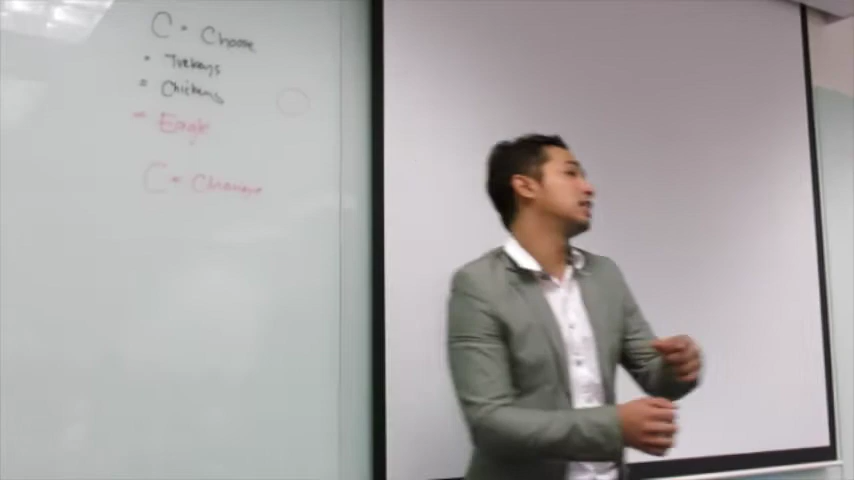 C - Choose
• Turkeys
• Chickens
- Eagle
C - Change